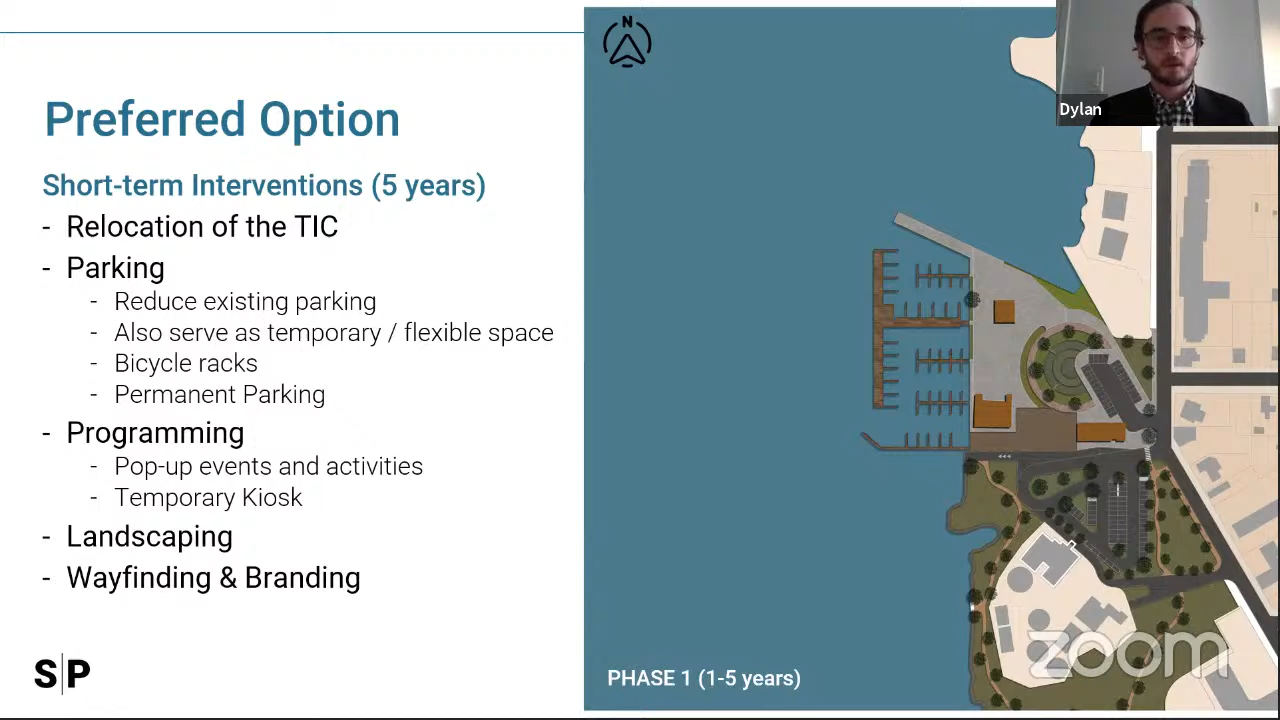 Preferred Option
Short-term Interventions (5 years)
- Relocation of the TIC
- Parking
- Reduce existing parking
- Also serve as temporary / flexible space
- Bicycle racks
- Permanent Parking
- Programming
- Pop-up events and activities
- Temporary Kiosk
- Landscaping
- Wayfinding & Branding
S|P
N
Dylan
PHASE 1 (1-5 years)
zoom